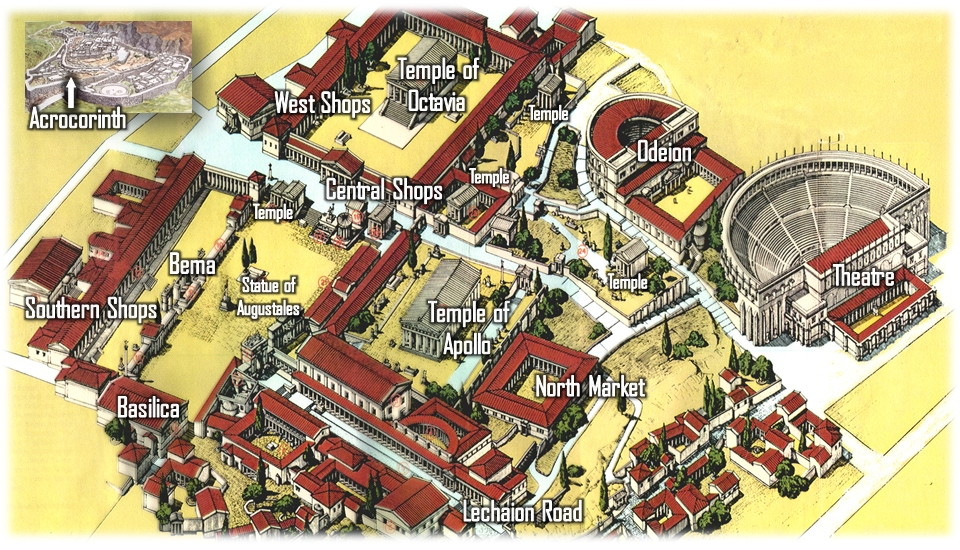 Acrocorinth
West Shops
Temple of
Octavia
Temple
Odeion
Central Shops
Temple
Temple
Bema
Statue of
Augustales
Southern Shops
Temple
Theatre
Temple of
Apollo
North Market
Basilica
Lechaion Road
24